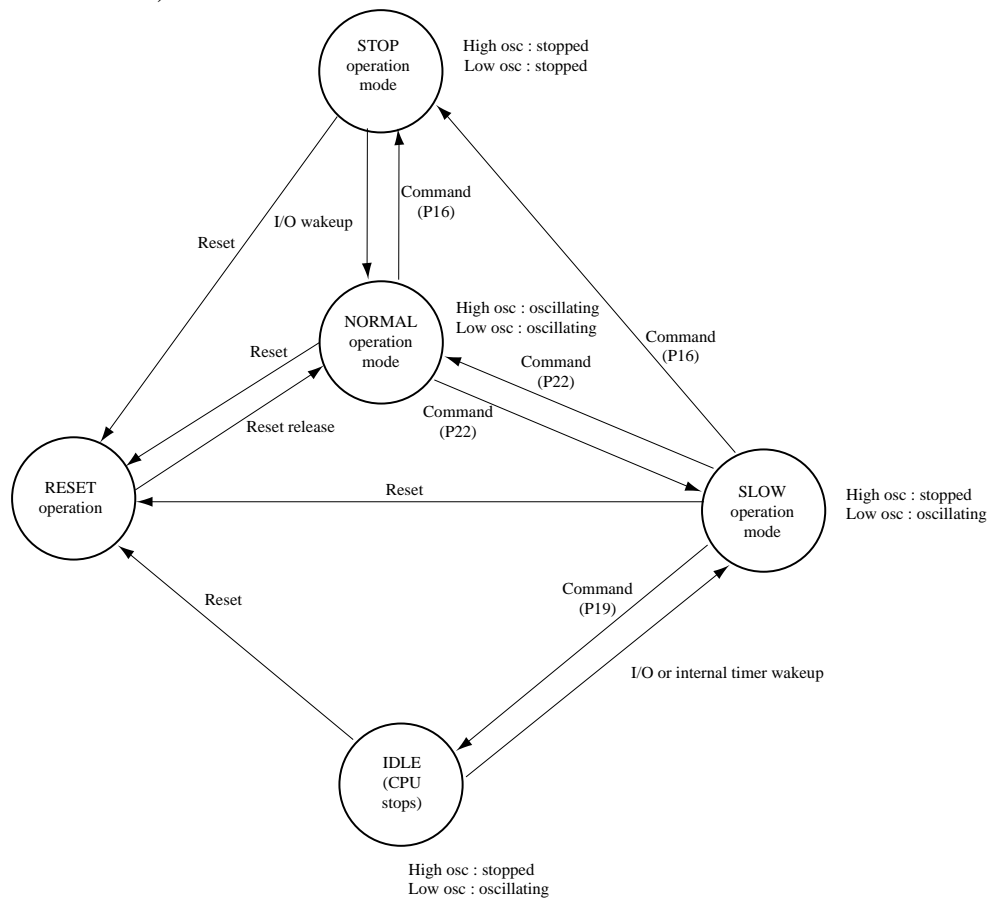 STOP
operation
mode
High osc : stopped
Low osc : stopped
Command
(P16)
I/O wakeup
Reset
NORMAL
operation
mode
High osc : oscillating
Low osc : oscillating
Command
(P16)
Reset
Command
(P22)
Command
(P22)
Reset release
RESET
operation
Reset
SLOW
operation
mode
High osc : stopped
Low osc : oscillating
Command
(P19)
Reset
I/O or internal timer wakeup
IDLE
(CPU
stops)
High osc : stopped
Low osc : oscillating